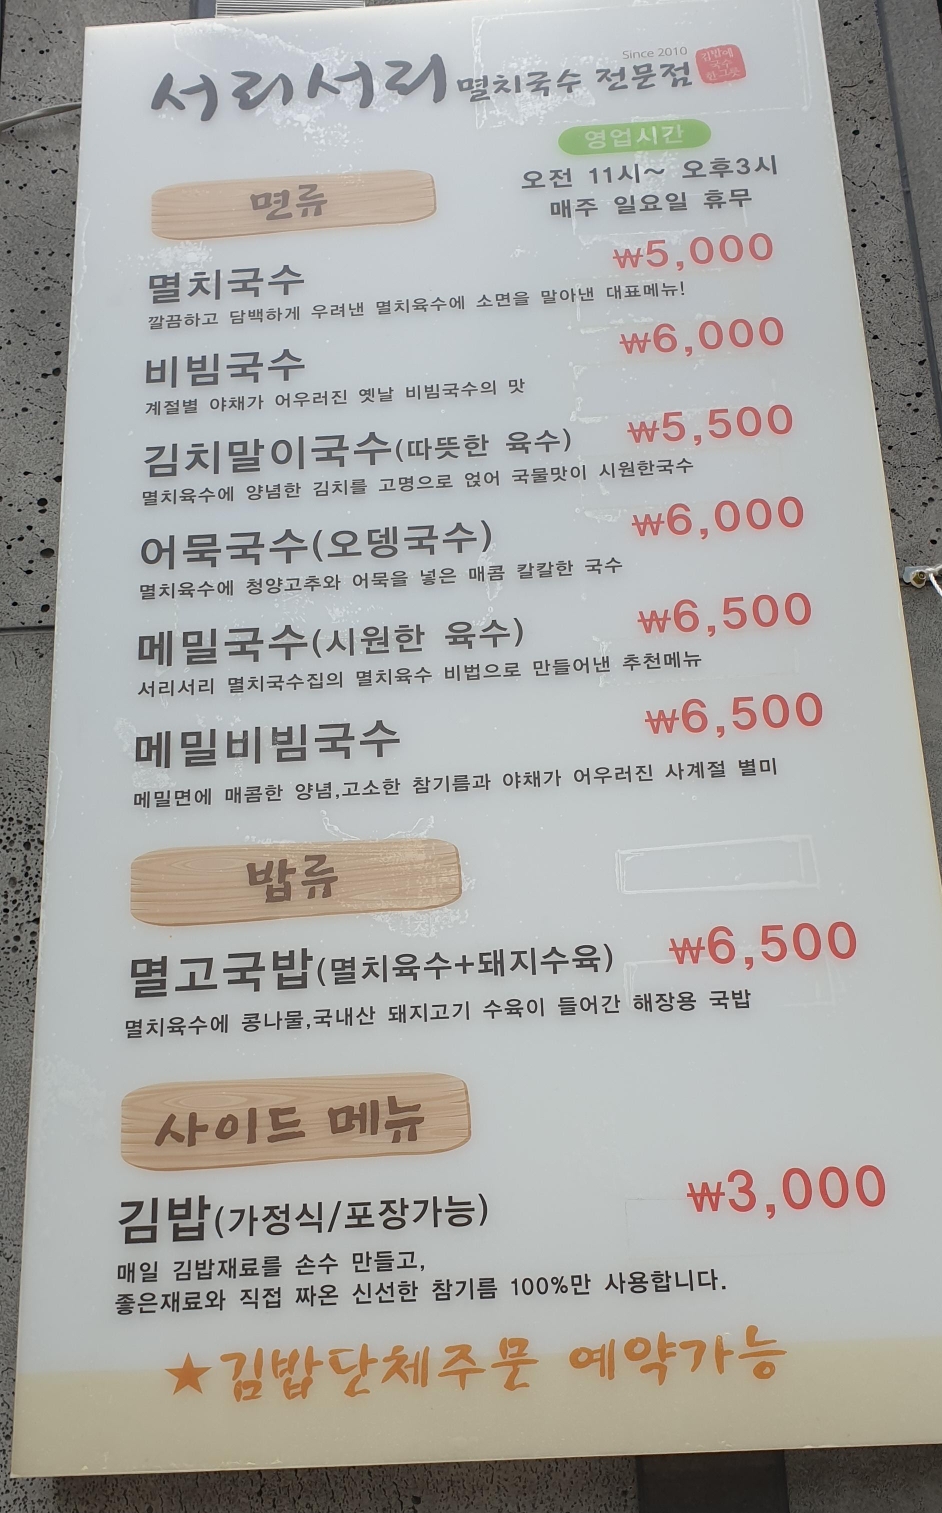 Since 2010
서리서리 멸치국수 전문점
김밥에
국수
한그릇
영업시간
오전 11시~ 오후3시
매주 일요일 휴무
면류
멸치국수 ₩5,000
깔끔하고 담백하게 우려낸 멸치육수에 소면을 말아낸 대표메뉴!
비빔국수 ₩6,000
계절별 야채가 어우러진 옛날 비빔국수의 맛
김치말이국수(따뜻한 육수) ₩5,500
멸치육수에 양념한 김치를 고명으로 얹어 국물맛이 시원한국수
어묵국수(오뎅국수) ₩6,000
멸치육수에 청양고추와 어묵을 넣은 매콤 칼칼한 국수
메밀국수(시원한 육수) ₩6,500
서리서리 멸치국수집의 멸치육수 비법으로 만들어낸 추천메뉴
메밀비빔국수 ₩6,500
메밀면에 매콤한 양념,고소한 참기름과 야채가 어우러진 사계절 별미
밥류
멸고국밥(멸치육수+돼지수육) ₩6,500
멸치육수에 콩나물,국내산 돼지고기 수육이 들어간 해장용 국밥
사이드 메뉴
김밥(가정식/포장가능) ₩3,000
매일 김밥재료를 손수 만들고,
좋은재료와 직접 짜온 신선한 참기름 100%만 사용합니다.
★김밥단체주문 예약가능